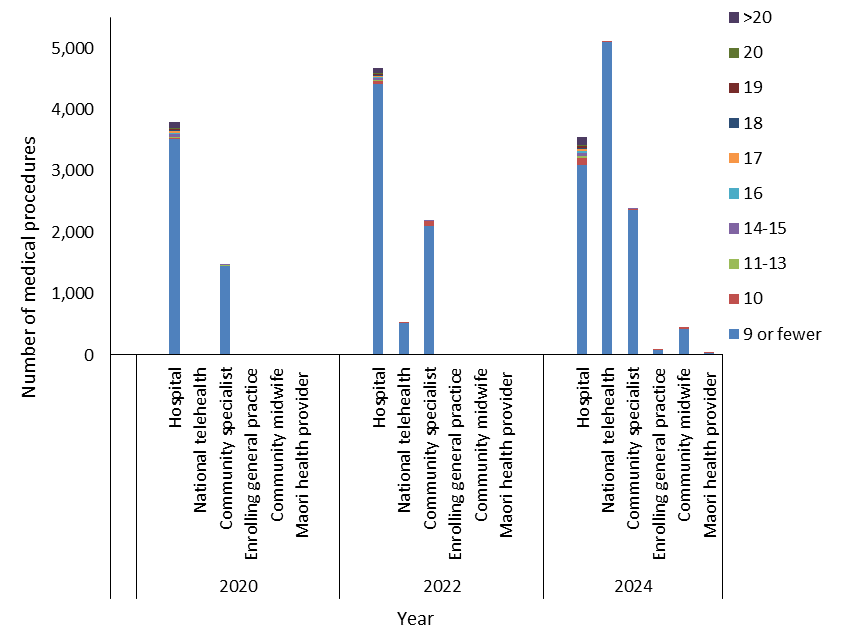 Number of medical procedures
5,000
4,000
3,000
2,000
1,000
0
>20
20
19
18
17
16
14-15
11-13
10
9 or fewer
Hospital
National telehealth
Community specialist
Enrolling general practice
Community midwife
Maori health provider
Hospital
National telehealth
Community specialist
Enrolling general practice
Community midwife
Maori health provider
Hospital
National telehealth
Community specialist
Enrolling general practice
Community midwife
Maori health provider
2020
2022
2024
Year